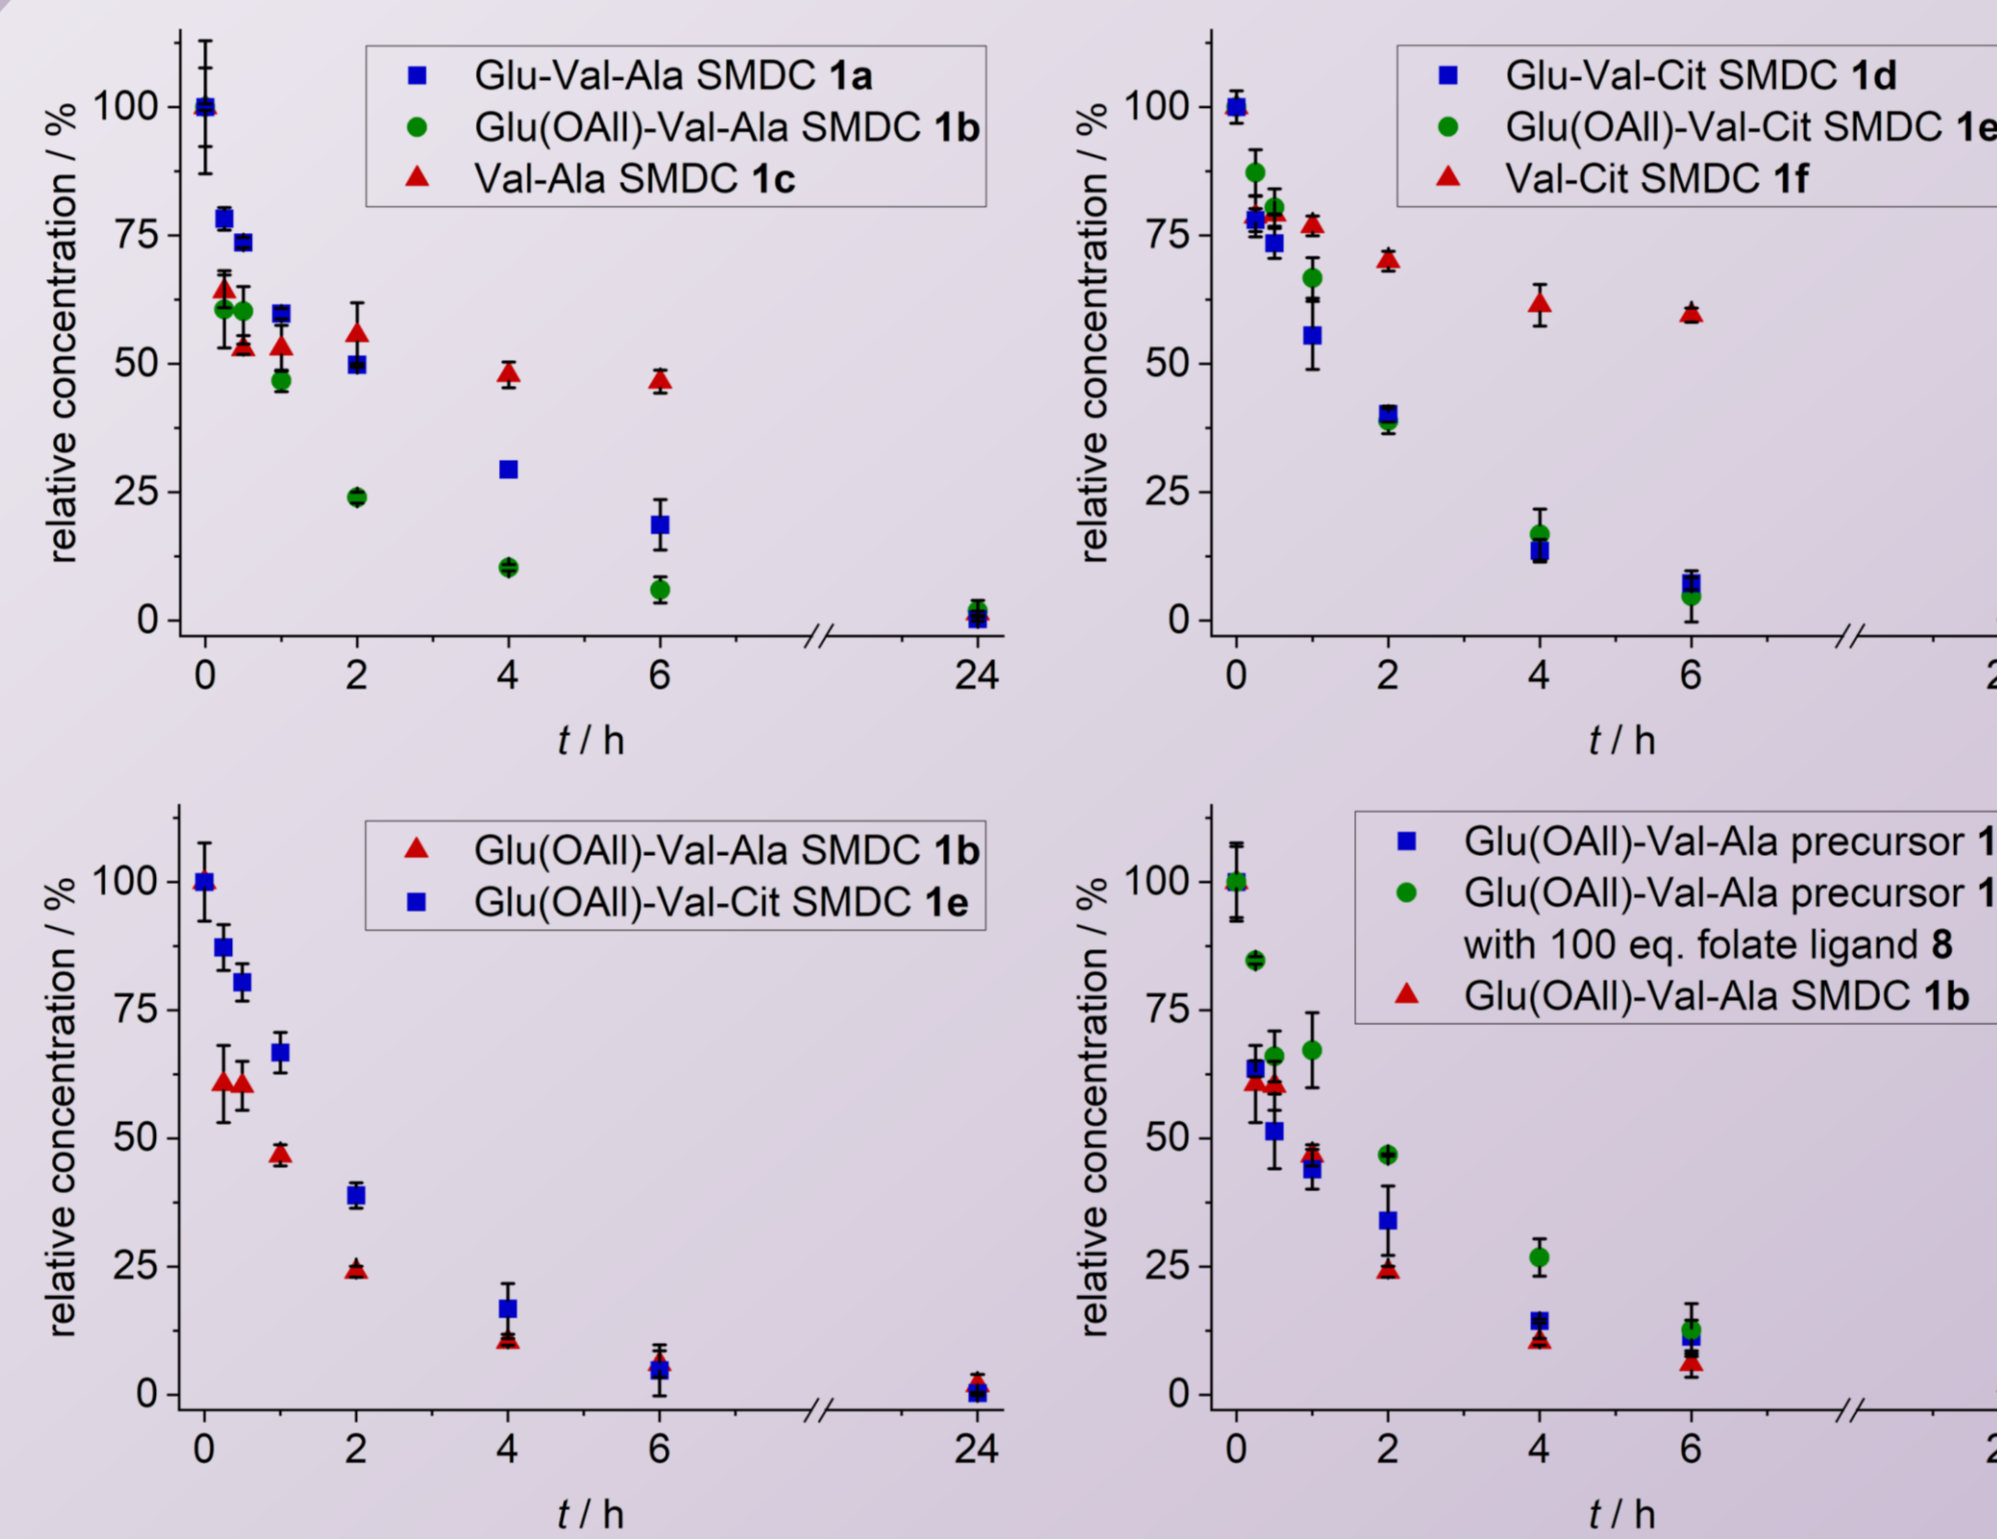 relative concentration / %
100
75
50
25
0
Glu-Val-Ala SMDC 1a
Glu(OAll)-Val-Ala SMDC 1b
Val-Ala SMDC 1c
0 2 4 6 24
t / h
relative concentration / %
100
75
50
25
0
Glu-Val-Cit SMDC 1d
Glu(OAll)-Val-Cit SMDC 1e
Val-Cit SMDC 1f
0 2 4 6 2
t / h
relative concentration / %
100
75
50
25
0
Glu(OAll)-Val-Ala SMDC 1b
Glu(OAll)-Val-Cit SMDC 1e
0 2 4 6 24
t / h
relative concentration / %
100
75
50
25
0
Glu(OAll)-Val-Ala precursor 1
Glu(OAll)-Val-Ala precursor 1
with 100 eq. folate ligand 8
Glu(OAll)-Val-Ala SMDC 1b
0 2 4 6 2
t / h